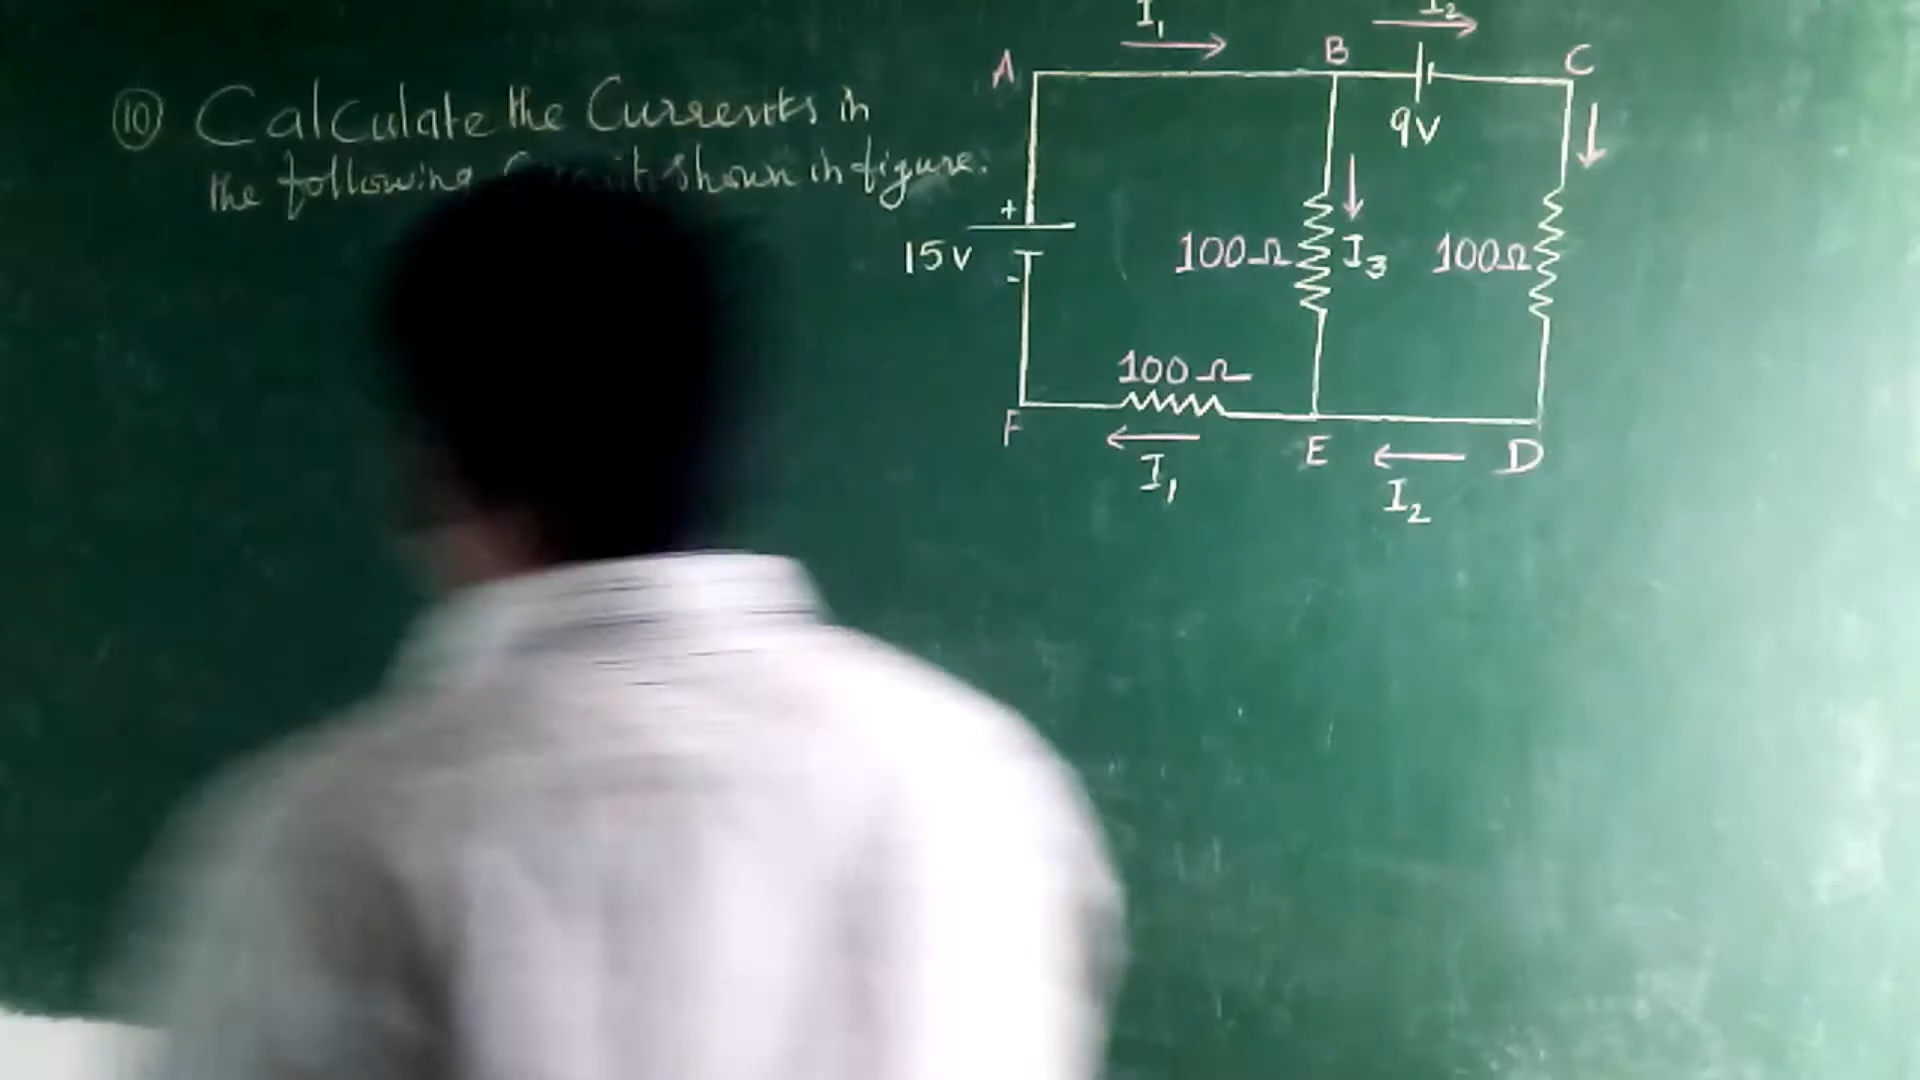 10 Calculate the Currents in
the following shown in figure.
I1
I2
A
B
C
9V
+
15V
-
100Ω
I3
100Ω
100Ω
F
E
D
I1
I2